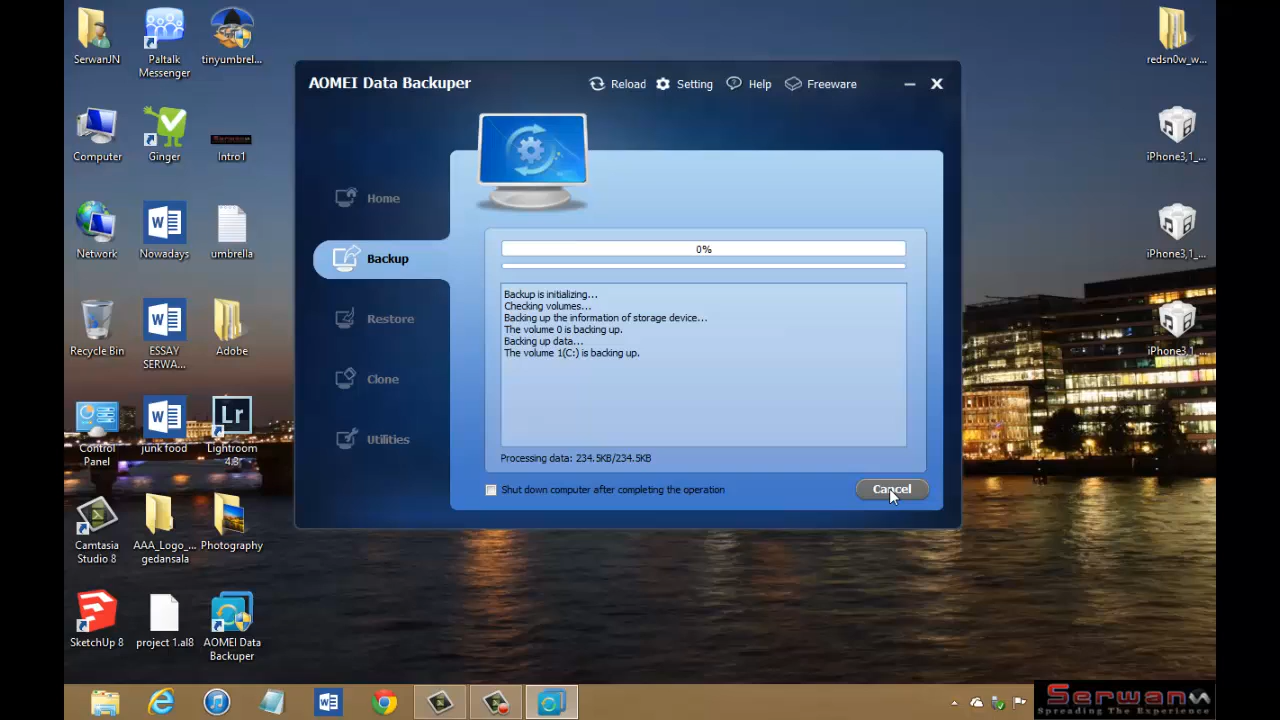 SerwanJN
Paltalk
Messenger
tinyumbrel...
redsn0w_w...
AOMEI Data Backuper
Reload
Setting
Help
Freeware
Computer
Ginger
Intro1
iPhone3,1_...
Home
Network
Nowadays
umbrella
iPhone3,1_...
0%
Backup
Backup is initializing...
Checking volumes...
Backing up the information of storage device...
The volume 0 is backing up.
Backing up data...
The volume 1(C:) is backing up.
Restore
Recycle Bin
ESSAY
SERWA...
Adobe
iPhone3,1_...
Clone
Utilities
Control
Panel
junk food
Lr
Lightroom
4.3
Processing data: 234.5KB/234.5KB
Shut down computer after completing the operation
Cancel
Camtasia
Studio 8
AAA_Logo_...
gedansala
Photography
SketchUp 8
project 1.al8
AOMEI Data
Backuper
Serwan
Spreading The Experience